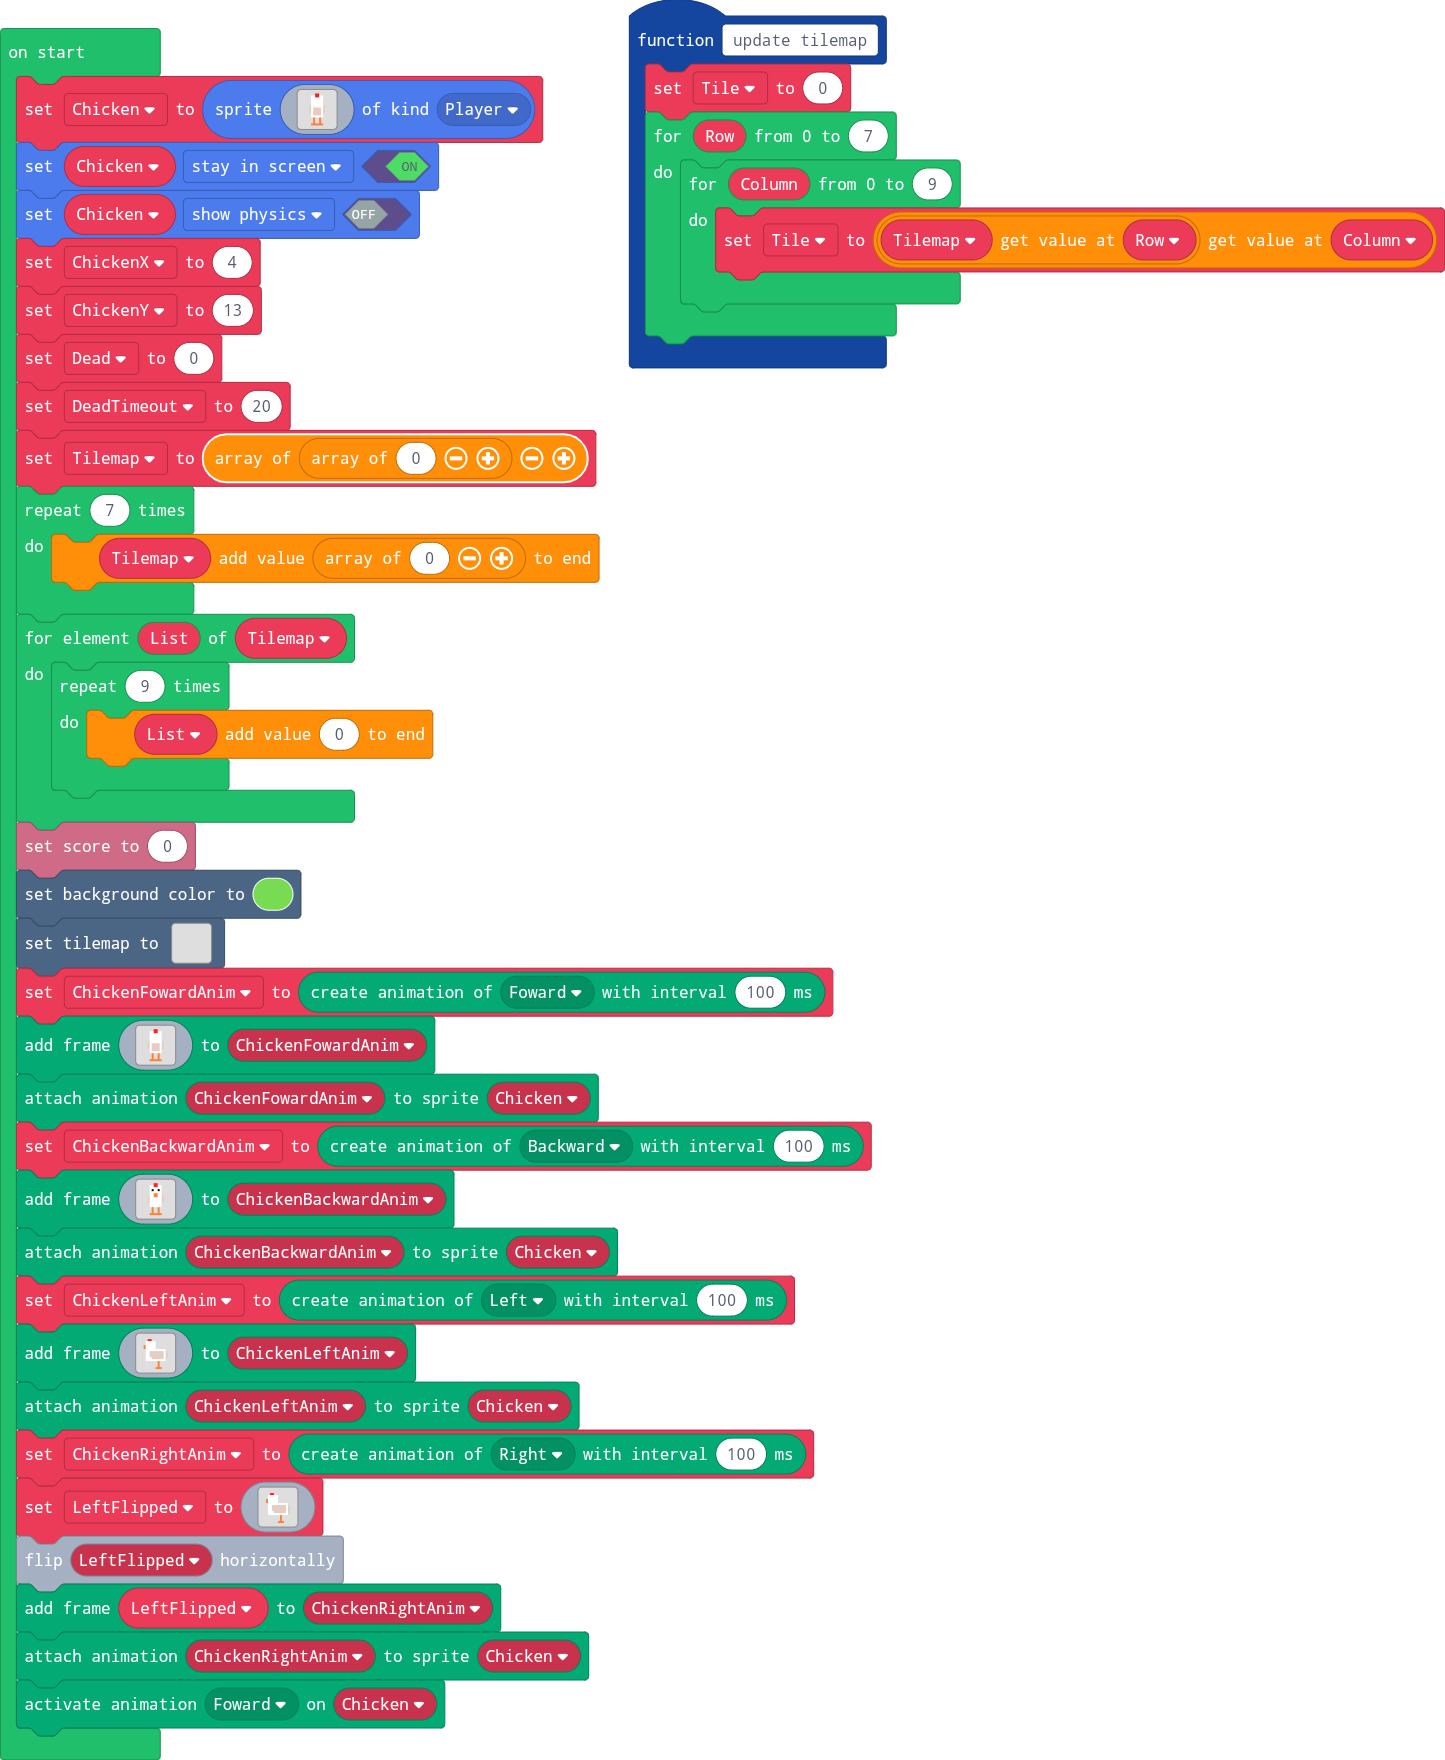 on start
set Chicken to sprite of kind Player
set Chicken stay in screen ON
set Chicken show physics OFF
set ChickenX to 4
set ChickenY to 13
set Dead to 0
set DeadTimeout to 20
set Tilemap to array of array of 0
repeat 7 times
do
Tilemap add value array of 0 to end
for element List of Tilemap
do
repeat 9 times
do
List add value 0 to end
set score to 0
set background color to
set tilemap to
set ChickenFowardAnim to create animation of Foward with interval 100 ms
add frame to ChickenFowardAnim
attach animation ChickenFowardAnim to sprite Chicken
set ChickenBackwardAnim to create animation of Backward with interval 100 ms
add frame to ChickenBackwardAnim
attach animation ChickenBackwardAnim to sprite Chicken
set ChickenLeftAnim to create animation of Left with interval 100 ms
add frame to ChickenLeftAnim
attach animation ChickenLeftAnim to sprite Chicken
set ChickenRightAnim to create animation of Right with interval 100 ms
set LeftFlipped to
flip LeftFlipped horizontally
add frame LeftFlipped to ChickenRightAnim
attach animation ChickenRightAnim to sprite Chicken
activate animation Foward on Chicken
function update tilemap
set Tile to 0
for Row from 0 to 7
do
for Column from 0 to 9
do
set Tile to Tilemap get value at Row get value at Column